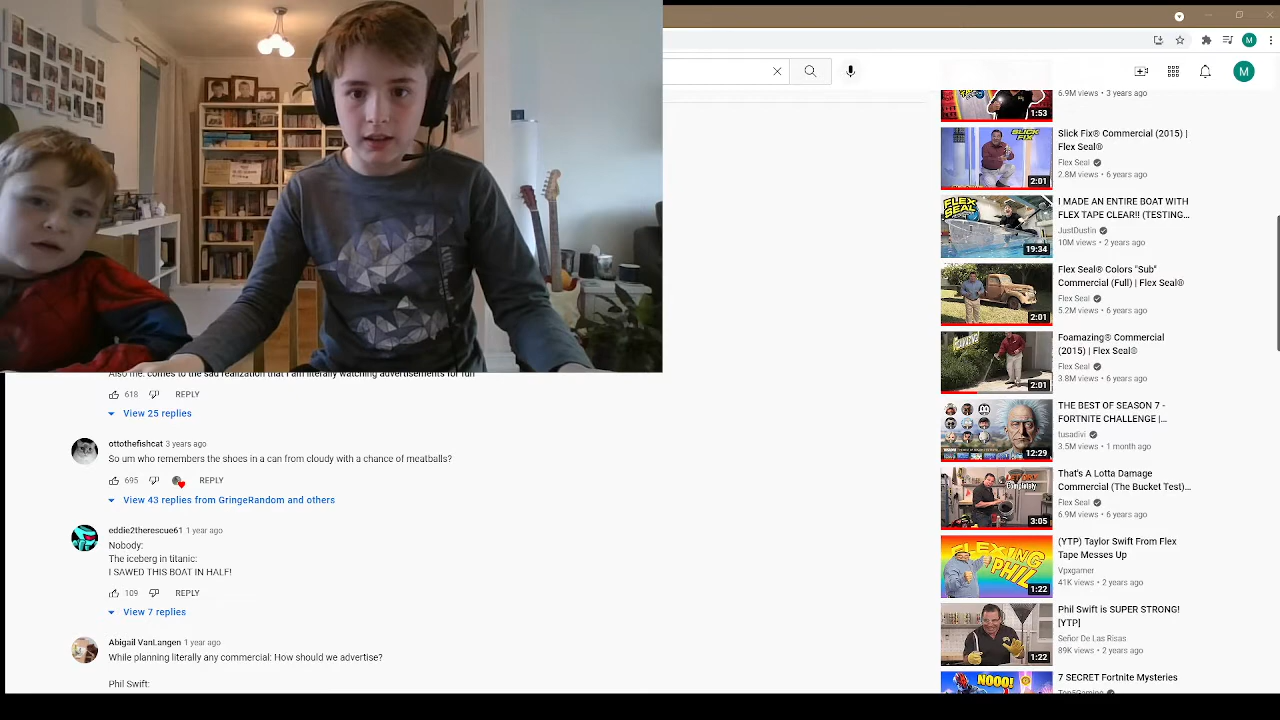 M
M
6.9M views • 3 years ago
1:53
Slick Fix® Commercial (2015) |
Flex Seal®
Flex Seal
2.8M views • 6 years ago
SLICK FIX
2:01
I MADE AN ENTIRE BOAT WITH
FLEX TAPE CLEAR!! (TESTING...
JustDustin
10M views • 2 years ago
FLEX SEAL
19:34
Flex Seal® Colors "Sub"
Commercial (Full) | Flex Seal®
Flex Seal
5.2M views • 6 years ago
2:01
Foamazing® Commercial
(2015) | Flex Seal®
Flex Seal
3.8M views • 6 years ago
2:01
THE BEST OF SEASON 7 -
FORTNITE CHALLENGE |...
tusadivi
3.5M views • 1 month ago
12:29
That's A Lotta Damage
Commercial (The Bucket Test)...
Flex Seal
6.9M views • 6 years ago
3:05
(YTP) Taylor Swift From Flex
Tape Messes Up
Vpxgamer
41K views • 2 years ago
FLEXING
PHIL
1:22
Phil Swift is SUPER STRONG!
[YTP]
Señor De Las Risas
89K views • 2 years ago
1:22
7 SECRET Fortnite Mysteries
Top5Gaming
NOOO!
Also me: comes to the sad realization that I am literally watching advertisements for fun
618 REPLY
View 25 replies
ottothefishcat 3 years ago
So um who remembers the shoes in a can from cloudy with a chance of meatballs?
695 REPLY
View 43 replies from GringeRandom and others
eddie2therescue61 1 year ago
Nobody:
The iceberg in titanic:
I SAWED THIS BOAT IN HALF!
109 REPLY
View 7 replies
Abigail VanLangen 1 year ago
While planning literally any commercial: How should we advertise?
Phil Swift: